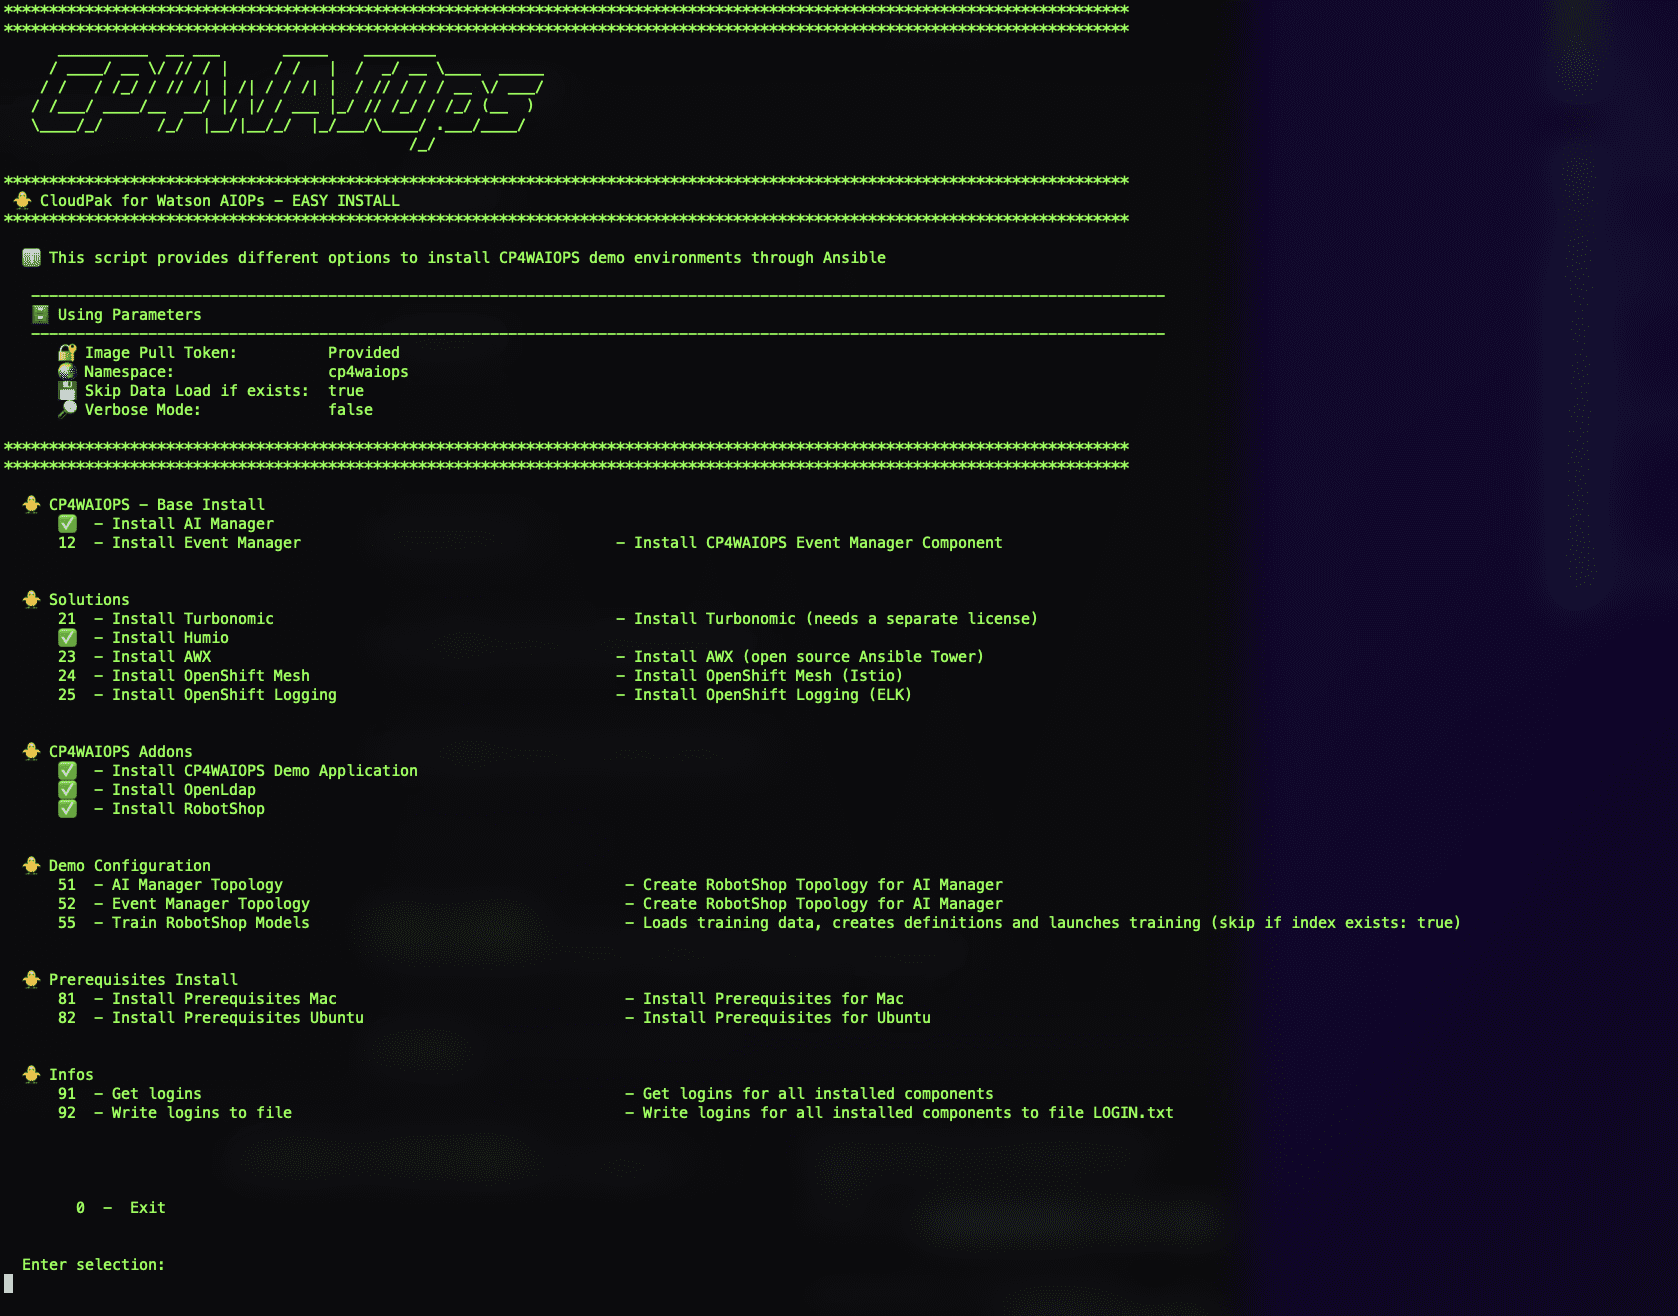 ******************************************************************************************************************************
******************************************************************************************************************************
CP4WAIOps
******************************************************************************************************************************
🐥 CloudPak for Watson AIOPs - EASY INSTALL
******************************************************************************************************************************
This script provides different options to install CP4WAIOPS demo environments through Ansible
Using Parameters
🔐 Image Pull Token: Provided
Namespace: cp4waiops
💾 Skip Data Load if exists: true
🔎 Verbose Mode: false
******************************************************************************************************************************
******************************************************************************************************************************
🐥 CP4WAIOPS - Base Install
✅ - Install AI Manager
12 - Install Event Manager - Install CP4WAIOPS Event Manager Component
🐥 Solutions
21 - Install Turbonomic - Install Turbonomic (needs a separate license)
✅ - Install Humio
23 - Install AWX - Install AWX (open source Ansible Tower)
24 - Install OpenShift Mesh - Install OpenShift Mesh (Istio)
25 - Install OpenShift Logging - Install OpenShift Logging (ELK)
🐥 CP4WAIOPS Addons
✅ - Install CP4WAIOPS Demo Application
✅ - Install OpenLdap
✅ - Install RobotShop
🐥 Demo Configuration
51 - AI Manager Topology - Create RobotShop Topology for AI Manager
52 - Event Manager Topology - Create RobotShop Topology for AI Manager
55 - Train RobotShop Models - Loads training data, creates definitions and launches training (skip if index exists: true)
🐥 Prerequisites Install
81 - Install Prerequisites Mac - Install Prerequisites for Mac
82 - Install Prerequisites Ubuntu - Install Prerequisites for Ubuntu
🐥 Infos
91 - Get logins - Get logins for all installed components
92 - Write logins to file - Write logins for all installed components to file LOGIN.txt
0 - Exit
Enter selection: